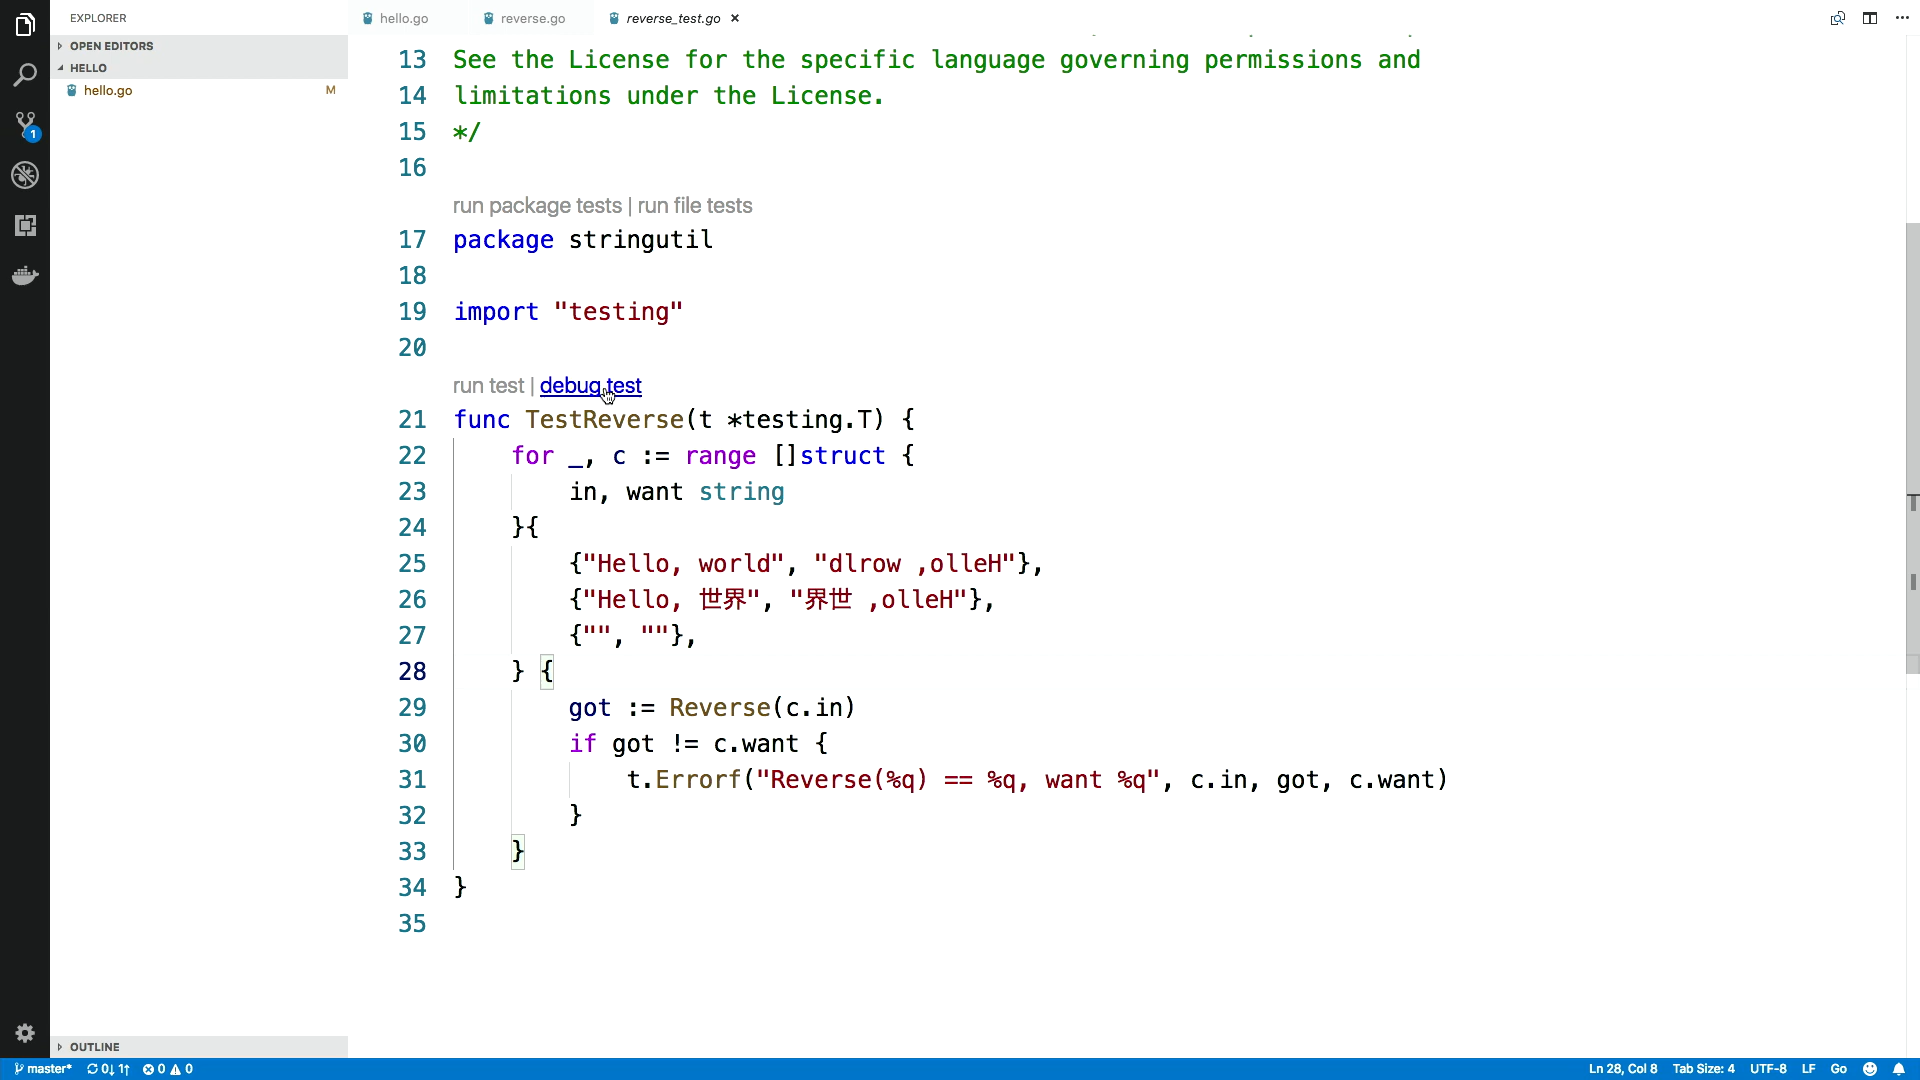 EXPLORER
OPEN EDITORS
HELLO
hello.go M
OUTLINE
hello.go reverse.go reverse_test.go
13 See the License for the specific language governing permissions and
14 limitations under the License.
15 */
16
run package tests | run file tests
17 package stringutil
18
19 import "testing"
20
run test | debug test
21 func TestReverse(t *testing.T) {
22 for _, c := range []struct {
23 in, want string
24 }{
25 {"Hello, world", "dlrow ,olleH"},
26 {"Hello, 世界", "界世 ,olleH"},
27 {"", ""},
28 } {
29 got := Reverse(c.in)
30 if got != c.want {
31 t.Errorf("Reverse(%q) == %q, want %q", c.in, got, c.want)
32 }
33 }
34 }
35
1
master* 0↓ 1↑ 0 0 Ln 28, Col 8 Tab Size: 4 UTF-8 LF Go